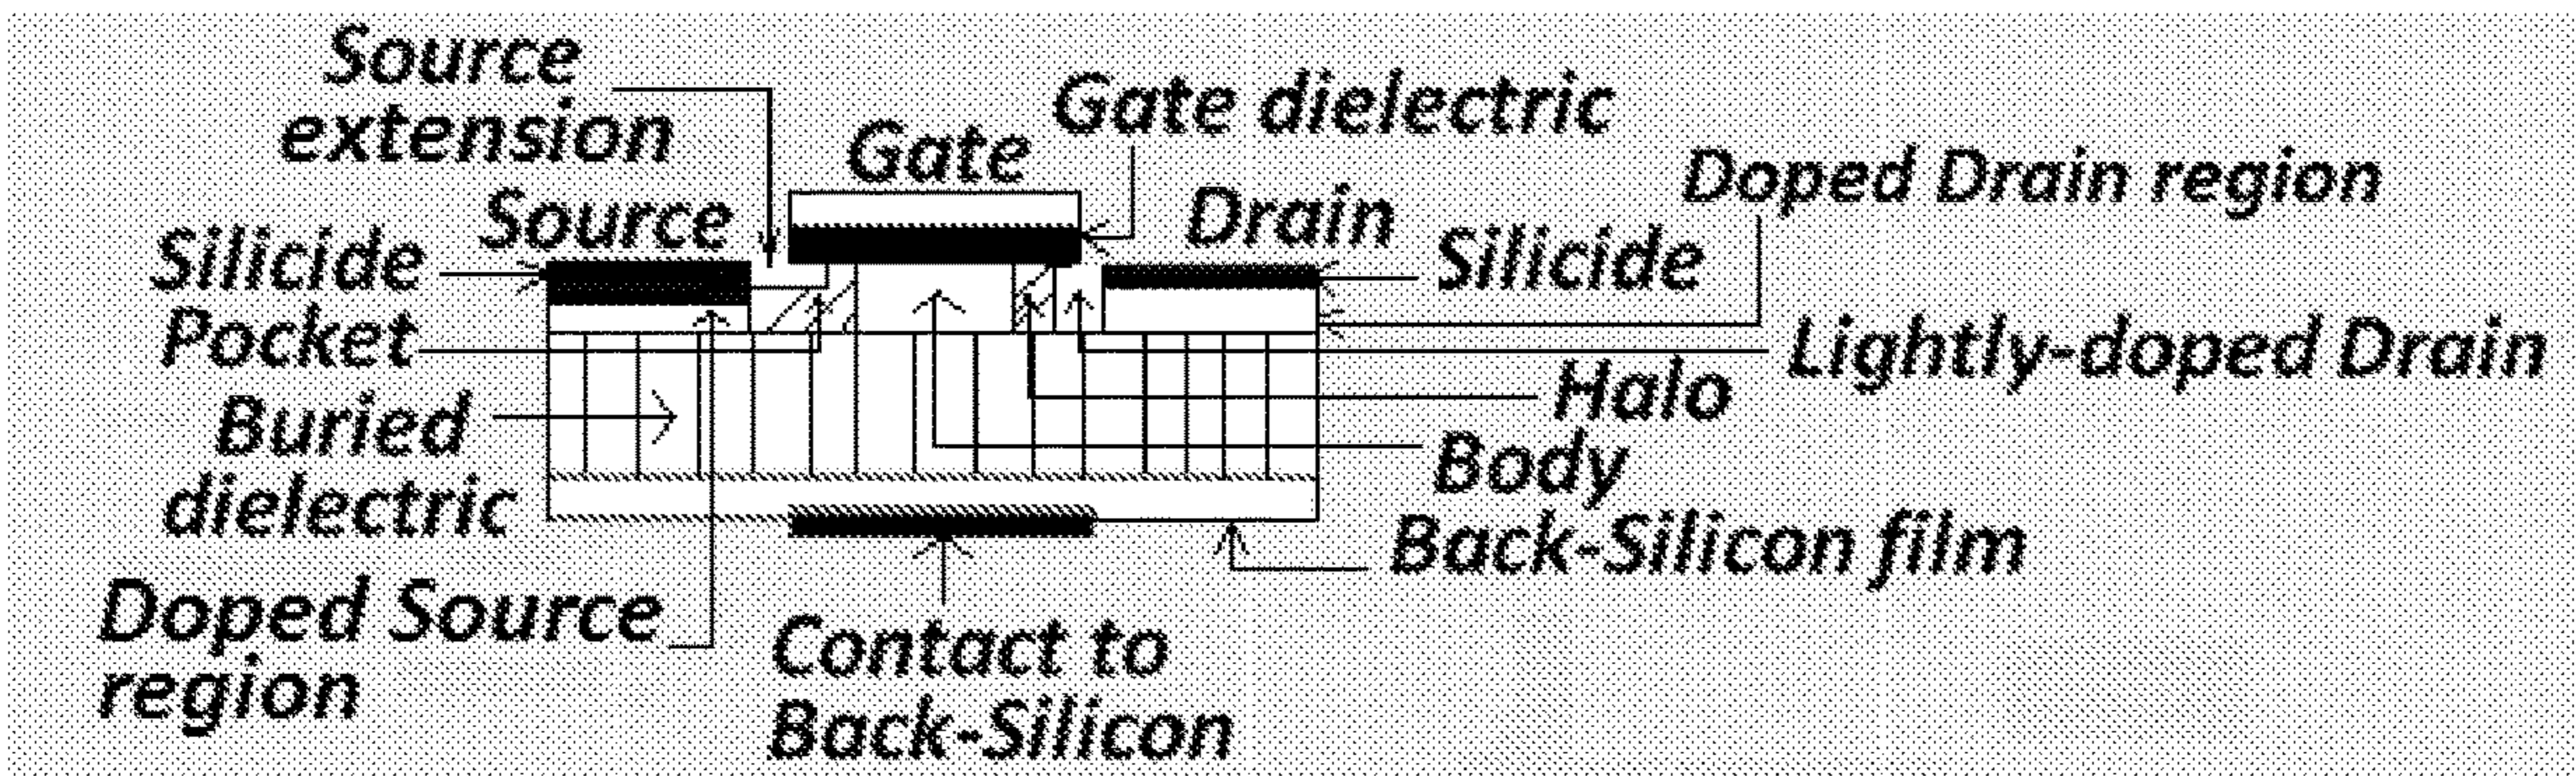 Source
extension
Gate dielectric
Gate
Doped Drain region
Source
Drain
Silicide
Silicide
Pocket
Lightly-doped Drain
Buried
dielectric
Halo
Body
Back-Silicon film
Doped Source
region
Contact to
Back-Silicon